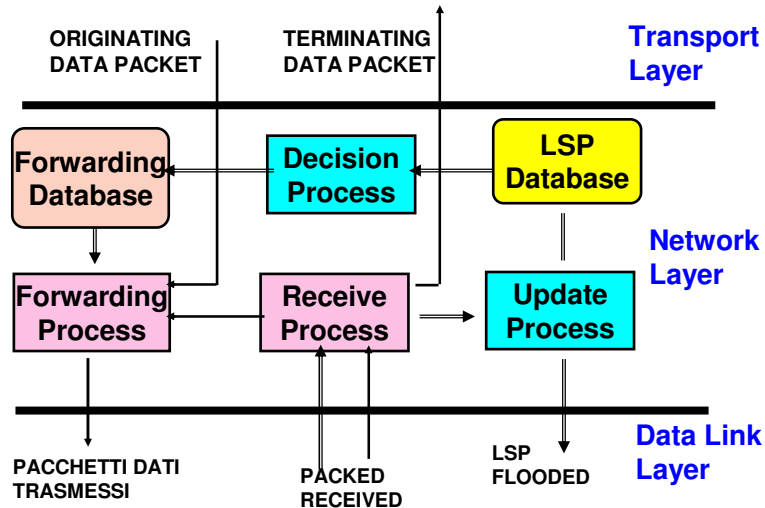 ORIGINATING
DATA PACKET
TERMINATING
DATA PACKET
Transport
Layer
Forwarding
Database
Decision
Process
LSP
Database
Network
Layer
Forwarding
Process
Receive
Process
Update
Process
Data Link
Layer
PACCHETTI DATI
TRASMESSI
PACKED
RECEIVED
LSP
FLOODED